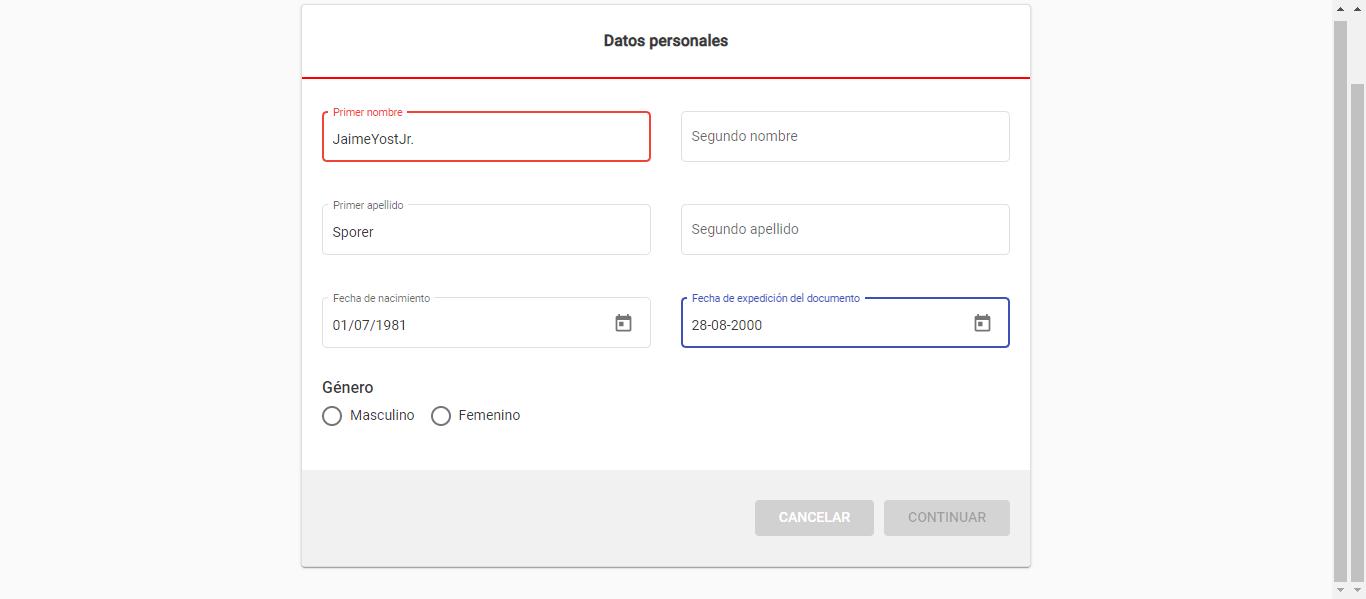 Datos personales
Primer nombre
JaimeYostJr.
Segundo nombre
Primer apellido
Sporer
Segundo apellido
Fecha de nacimiento
01/07/1981
Fecha de expedición del documento
28-08-2000
Género
Masculino
Femenino
CANCELAR
CONTINUAR